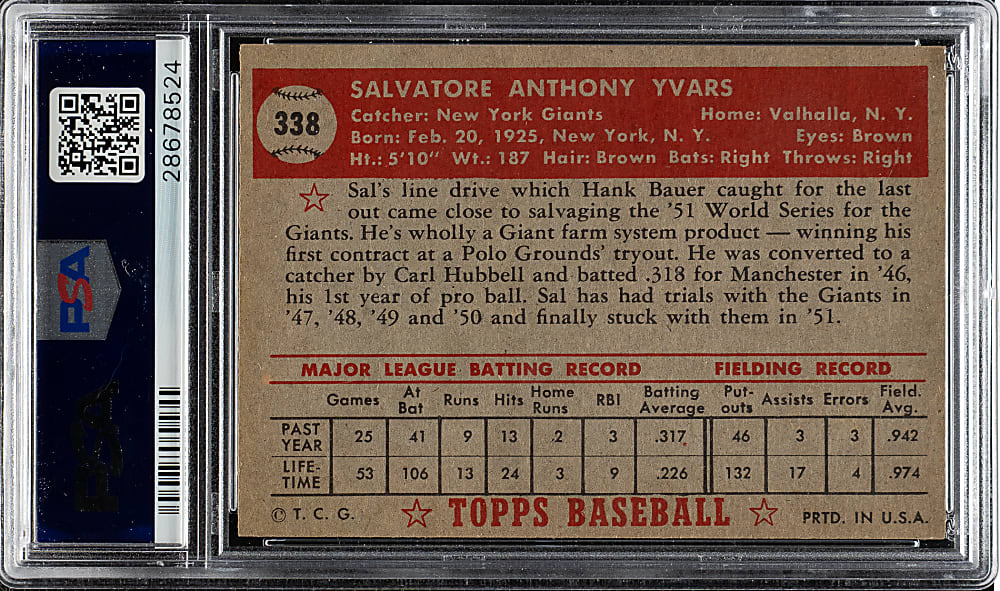 28678524
PSA
PSA
338
SALVATORE ANTHONY YVARS
Catcher: New York Giants Home: Valhalla, N. Y.
Born: Feb. 20, 1925, New York, N. Y. Eyes: Brown
Ht.: 5'10" Wt.: 187 Hair: Brown Bats: Right Throws: Right
Sal's line drive which Hank Bauer caught for the last
out came close to salvaging the '51 World Series for the
Giants. He's wholly a Giant farm system product — winning his
first contract at a Polo Grounds' tryout. He was converted to a
catcher by Carl Hubbell and batted .318 for Manchester in '46,
his 1st year of pro ball. Sal has had trials with the Giants in
'47, '48, '49 and '50 and finally stuck with them in '51.
MAJOR LEAGUE BATTING RECORD FIELDING RECORD
Games At Bat Runs Hits Home Runs RBI Batting Average Put-outs Assists Errors Field. Avg.
PAST YEAR 25 41 9 13 .2 3 .317 46 3 3 .942
LIFE-TIME 53 106 13 24 3 9 .226 132 17 4 .974
© T. C. G. TOPPS BASEBALL PRTD. IN U.S.A.